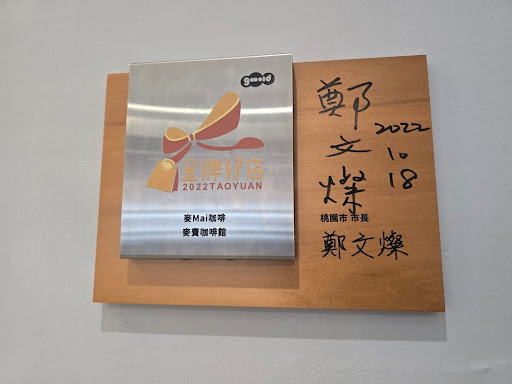 goooold
金牌好店
2022TAOYUAN
麥Mai咖啡
麥賣咖啡館
鄭文燦
2022
10
18
桃園市 市長
鄭文燦